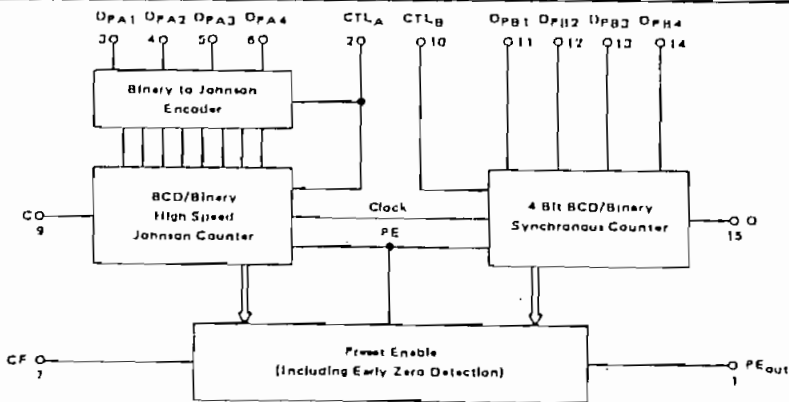 DPA1 DPA2 DPA3 DPA4 CTLA CTLB DPB1 DPB2 DPB3 DPB4
3 4 5 6 2 10 11 12 13 14
Binary to Johnson
Encoder
BCD/Binary
High Speed
Johnson Counter
Clock
PE
4 Bit BCD/Binary
Synchronous Counter
C
9
Q
15
Preset Enable
(Including Early Zero Detection)
CF
7
PEout
1